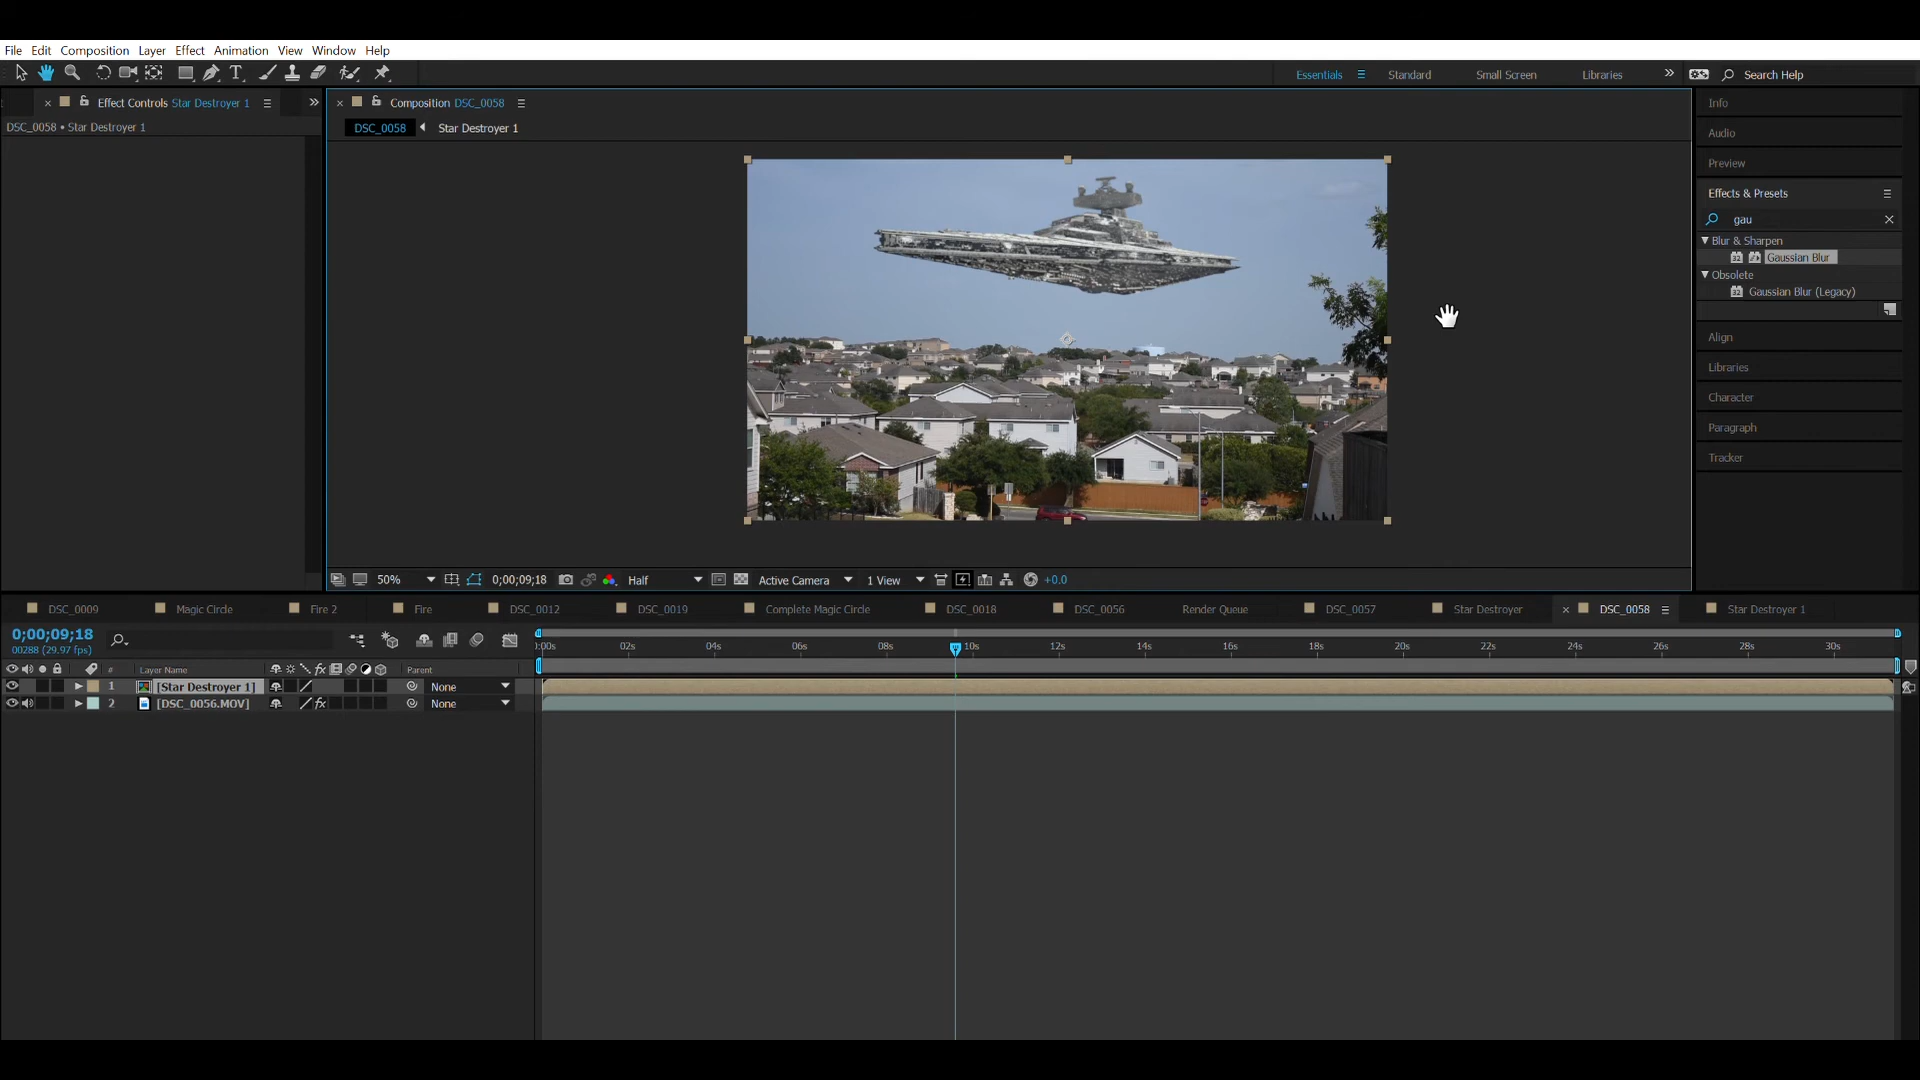 File Edit Composition Layer Effect Animation View Window Help
Essentials Standard Small Screen Libraries Search Help
Effect Controls Star Destroyer 1
DSC_0058 • Star Destroyer 1
Composition DSC_0058
DSC_0058 Star Destroyer 1
Info
Audio
Preview
Effects & Presets
gau
Blur & Sharpen
32 Gaussian Blur
Obsolete
32 Gaussian Blur (Legacy)
Align
Libraries
Character
Paragraph
Tracker
50% 0;00;09;18 Half Active Camera 1 View +0.0
DSC_0009 Magic Circle Fire 2 Fire DSC_0012 DSC_0019 Complete Magic Circle DSC_0018 DSC_0056 Render Queue DSC_0057 Star Destroyer DSC_0058 Star Destroyer 1
0;00;09;18
00288 (29.97 fps)
):00s 02s 04s 06s 08s 10s 12s 14s 16s 18s 20s 22s 24s 26s 28s 30s
# Layer Name fx Parent
1 [Star Destroyer 1] None
2 [DSC_0056.MOV] fx None